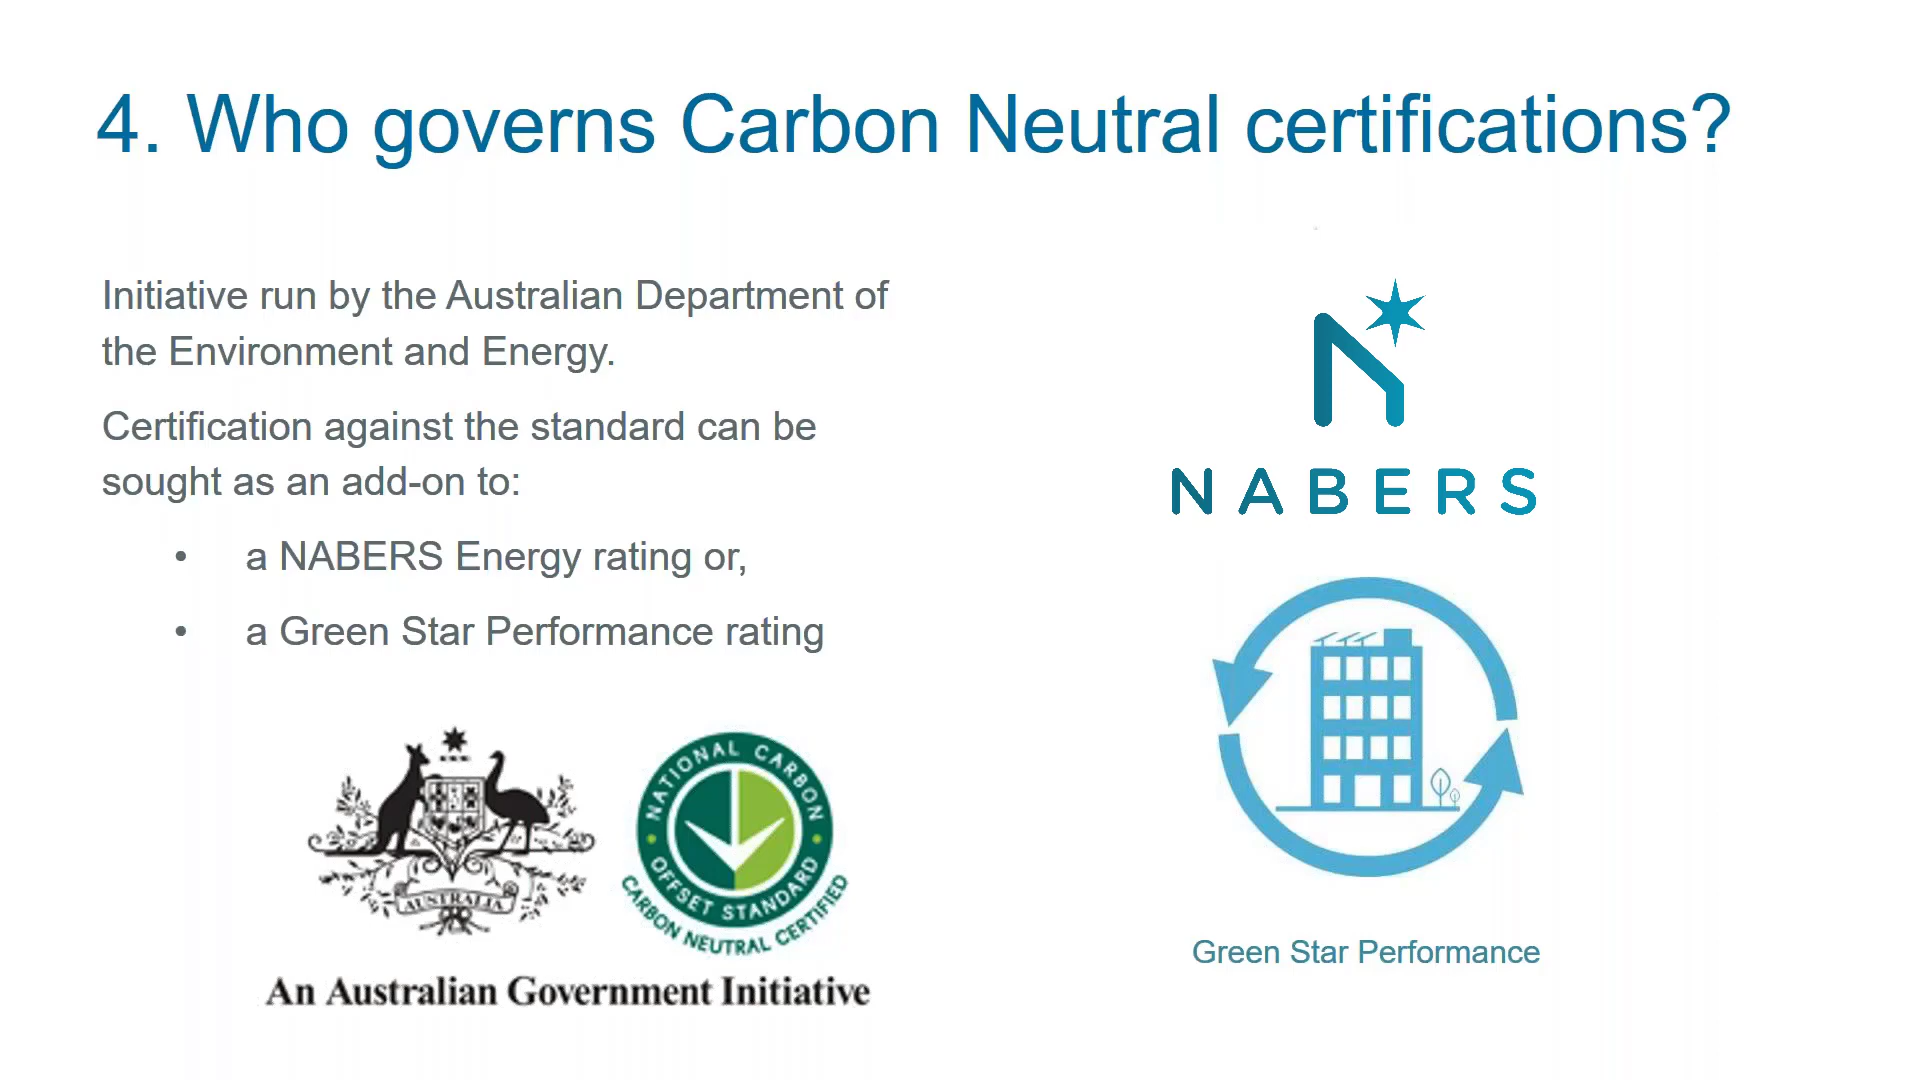 4. Who governs Carbon Neutral certifications?
Initiative run by the Australian Department of
the Environment and Energy.
Certification against the standard can be
sought as an add-on to:
• a NABERS Energy rating or,
• a Green Star Performance rating
AUSTRALIA
NATIONAL CARBON
OFFSET STANDARD
CARBON NEUTRAL CERTIFIED
An Australian Government Initiative
NABERS
Green Star Performance